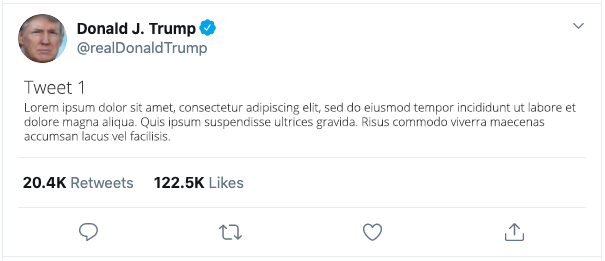 Donald J. Trump
@realDonaldTrump
Tweet 1
Lorem ipsum dolor sit amet, consectetur adipiscing elit, sed do eiusmod tempor incididunt ut labore et
dolore magna aliqua. Quis ipsum suspendisse ultrices gravida. Risus commodo viverra maecenas
accumsan lacus vel facilisis.
20.4K Retweets 122.5K Likes